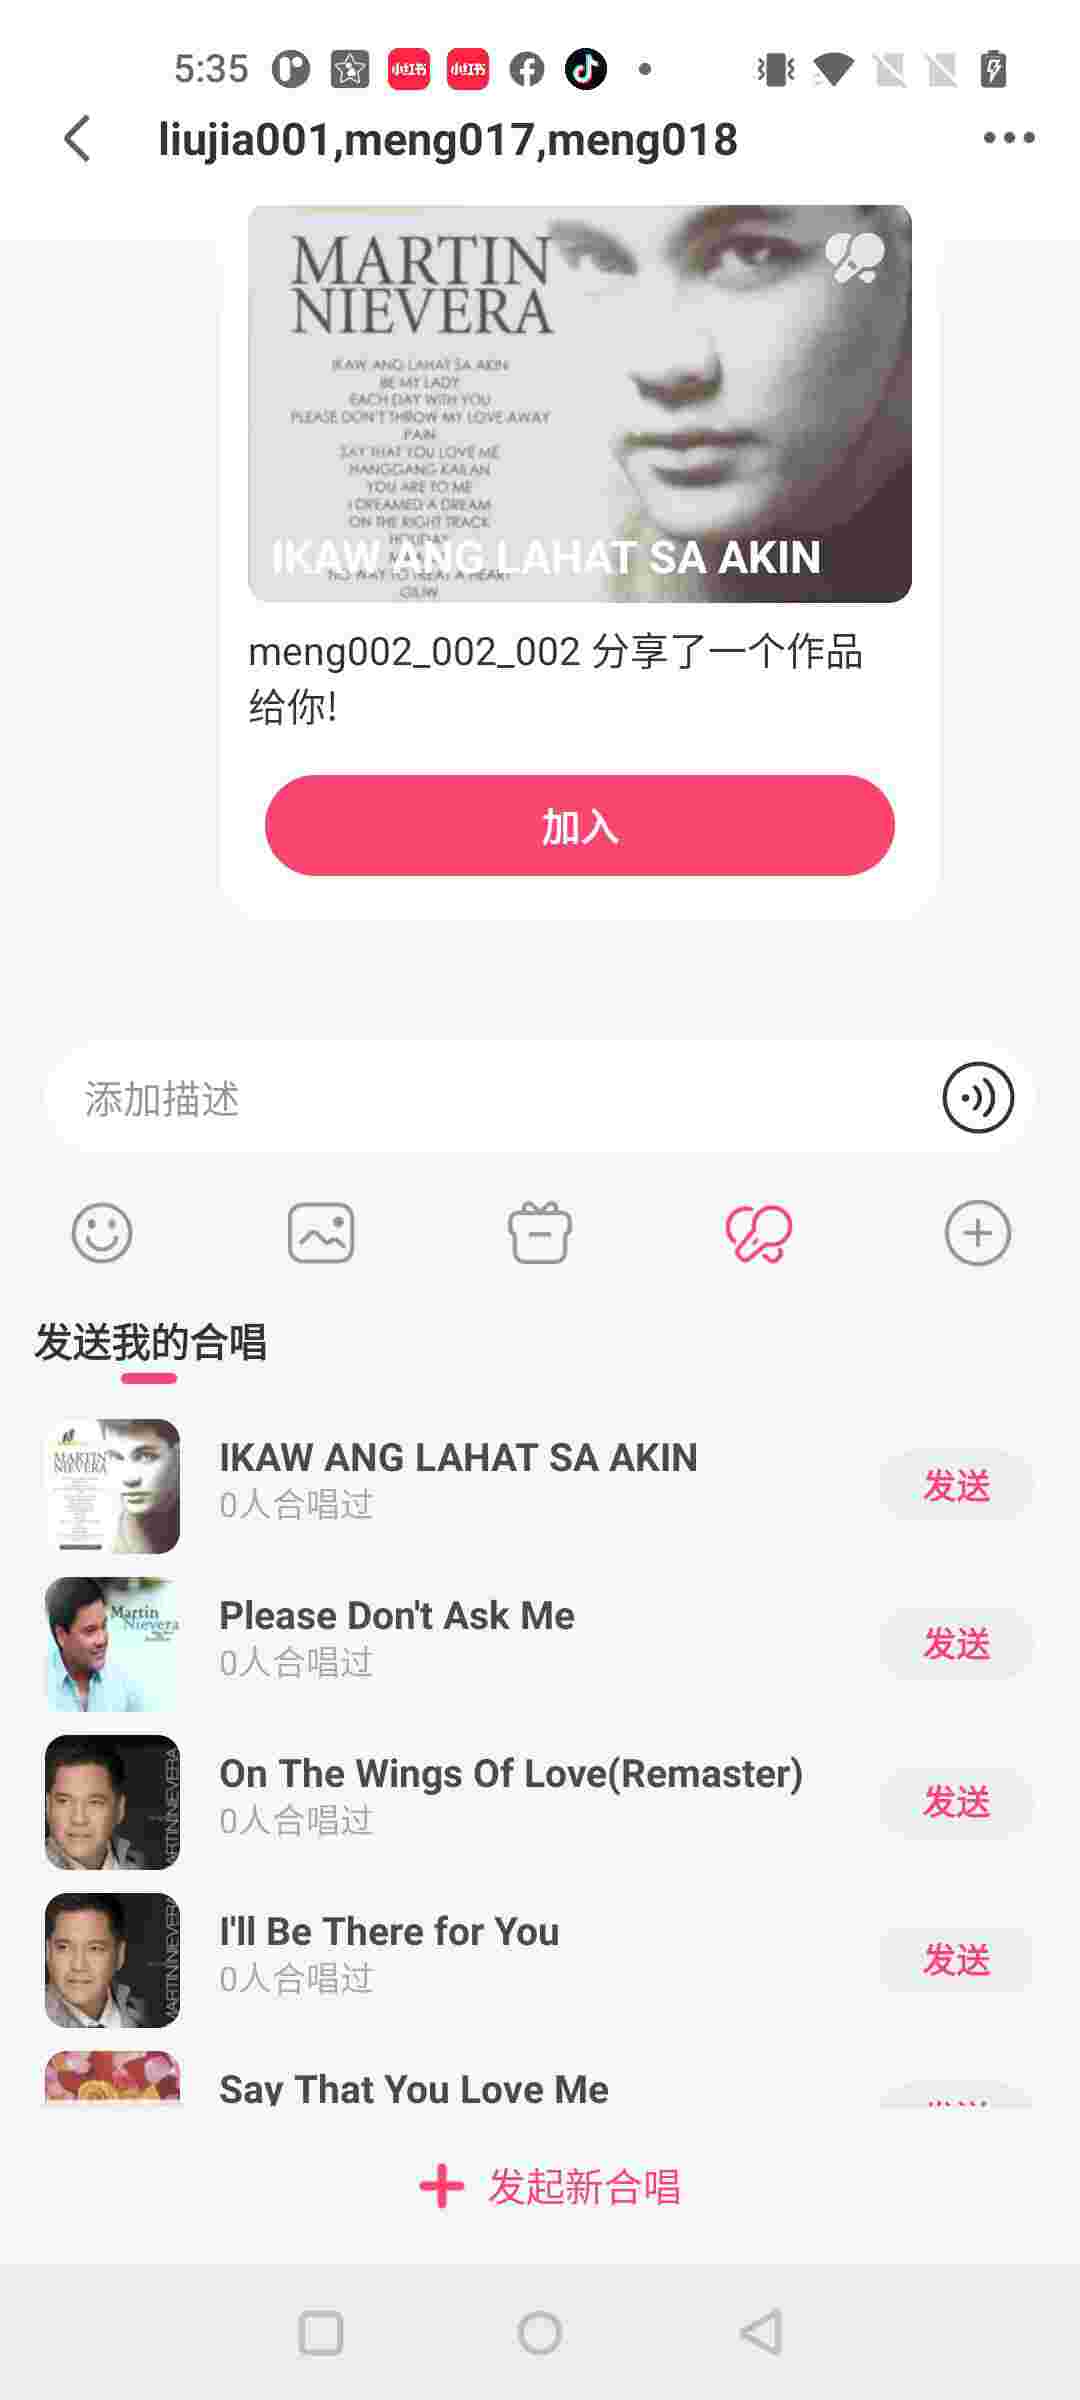 5:35
小红书
小红书
liujia001,meng017,meng018
MARTIN
NIEVERA
IKAW ANG LAHAT SA AKIN
BE MY LADY
EACH DAY WITH YOU
PLEASE DON'T THROW MY LOVE AWAY
PAIN
SAY THAT YOU LOVE ME
HANGGANG KAILAN
YOU ARE TO ME
I DREAMED A DREAM
ON THE RIGHT TRACK
HOLIDAY
IKAW ANG LAHAT SA AKIN
NO WAY TO TREAT A HEART
meng002_002_002 分享了一个作品
给你!
加入
添加描述
发送我的合唱
MARTIN
NIEVERA
IKAW ANG LAHAT SA AKIN
0人合唱过
发送
Martin
Nievera
Please Don't Ask Me
0人合唱过
发送
MARTIN NIEVERA
On The Wings Of Love(Remaster)
0人合唱过
发送
MARTIN NIEVERA
I'll Be There for You
0人合唱过
发送
Say That You Love Me
发送
发起新合唱